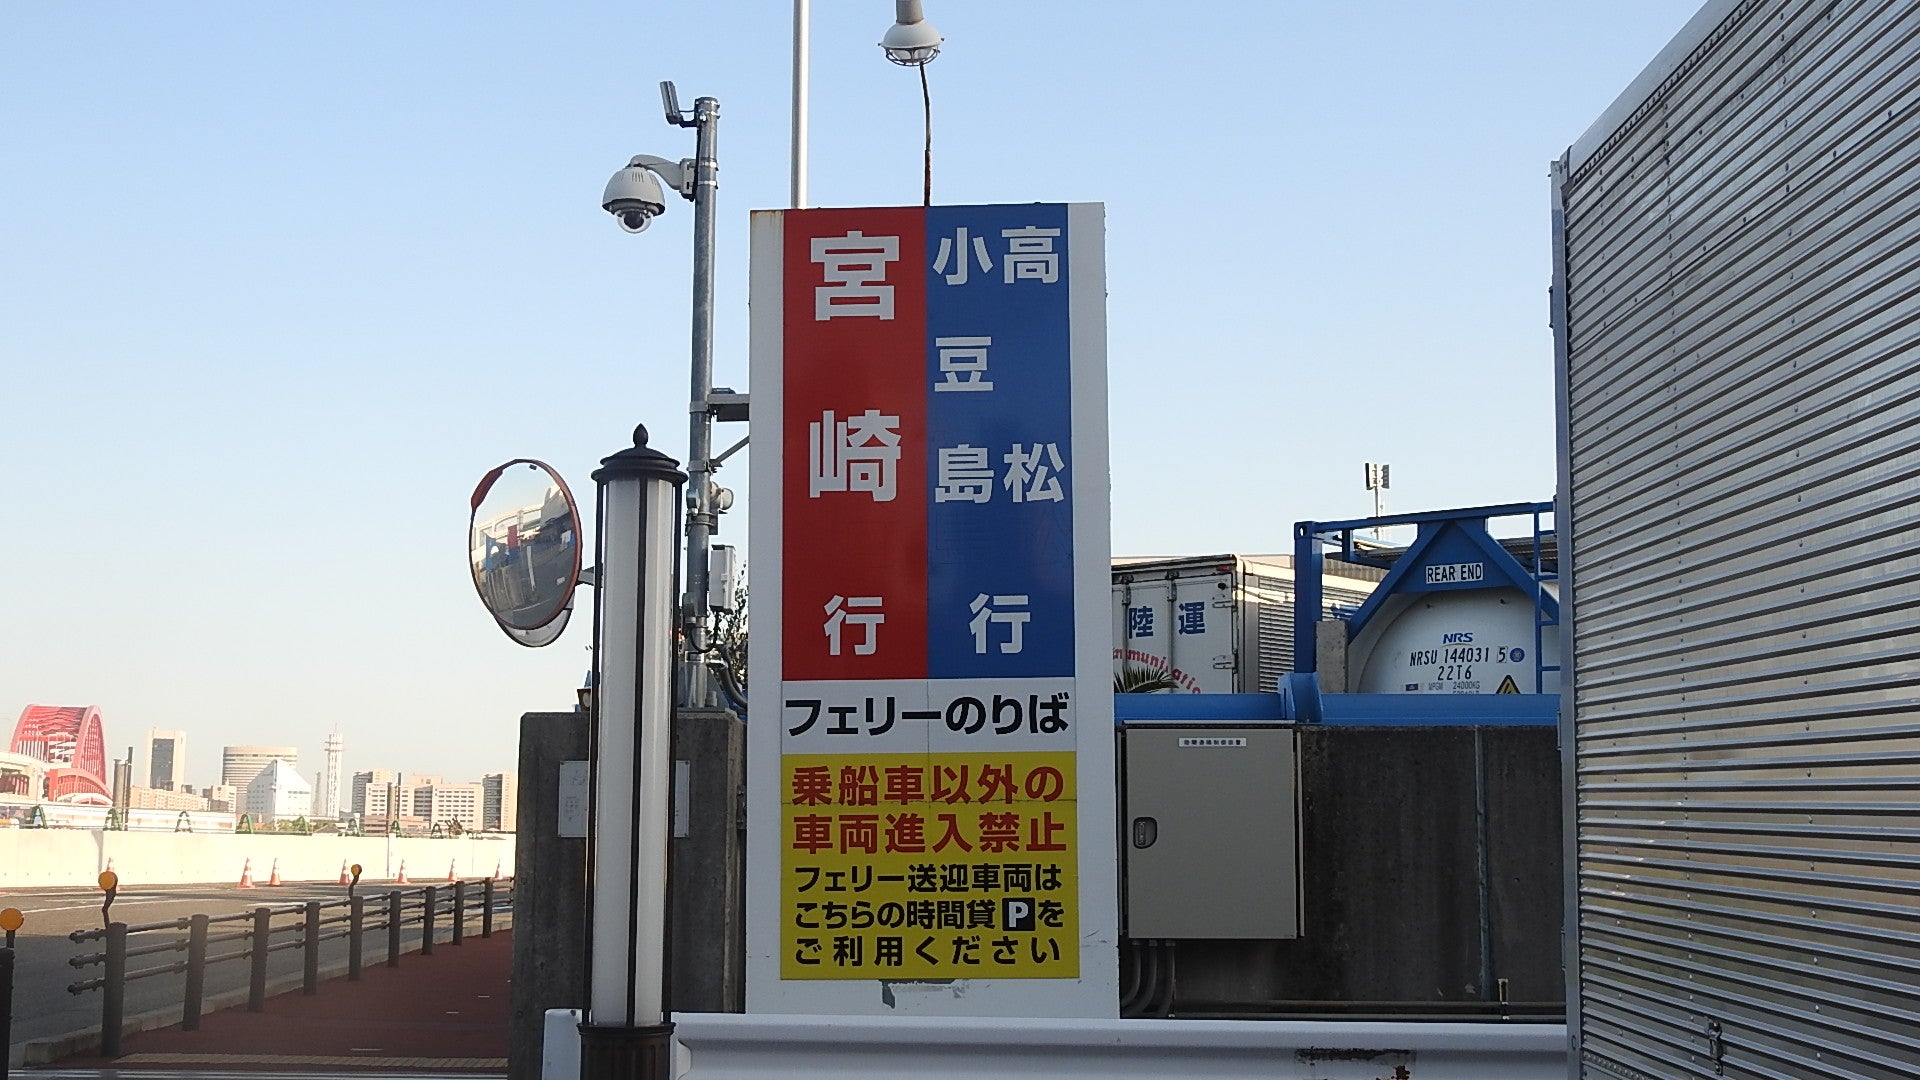 高松
小豆島
行
宮崎行
フェリーのりば
乗船車以外の
車両進入禁止
フェリー送迎車両は
こちらの時間貸Pを
ご利用ください
陸運
REAR END
NRS
NRSU 144031 5
22T6